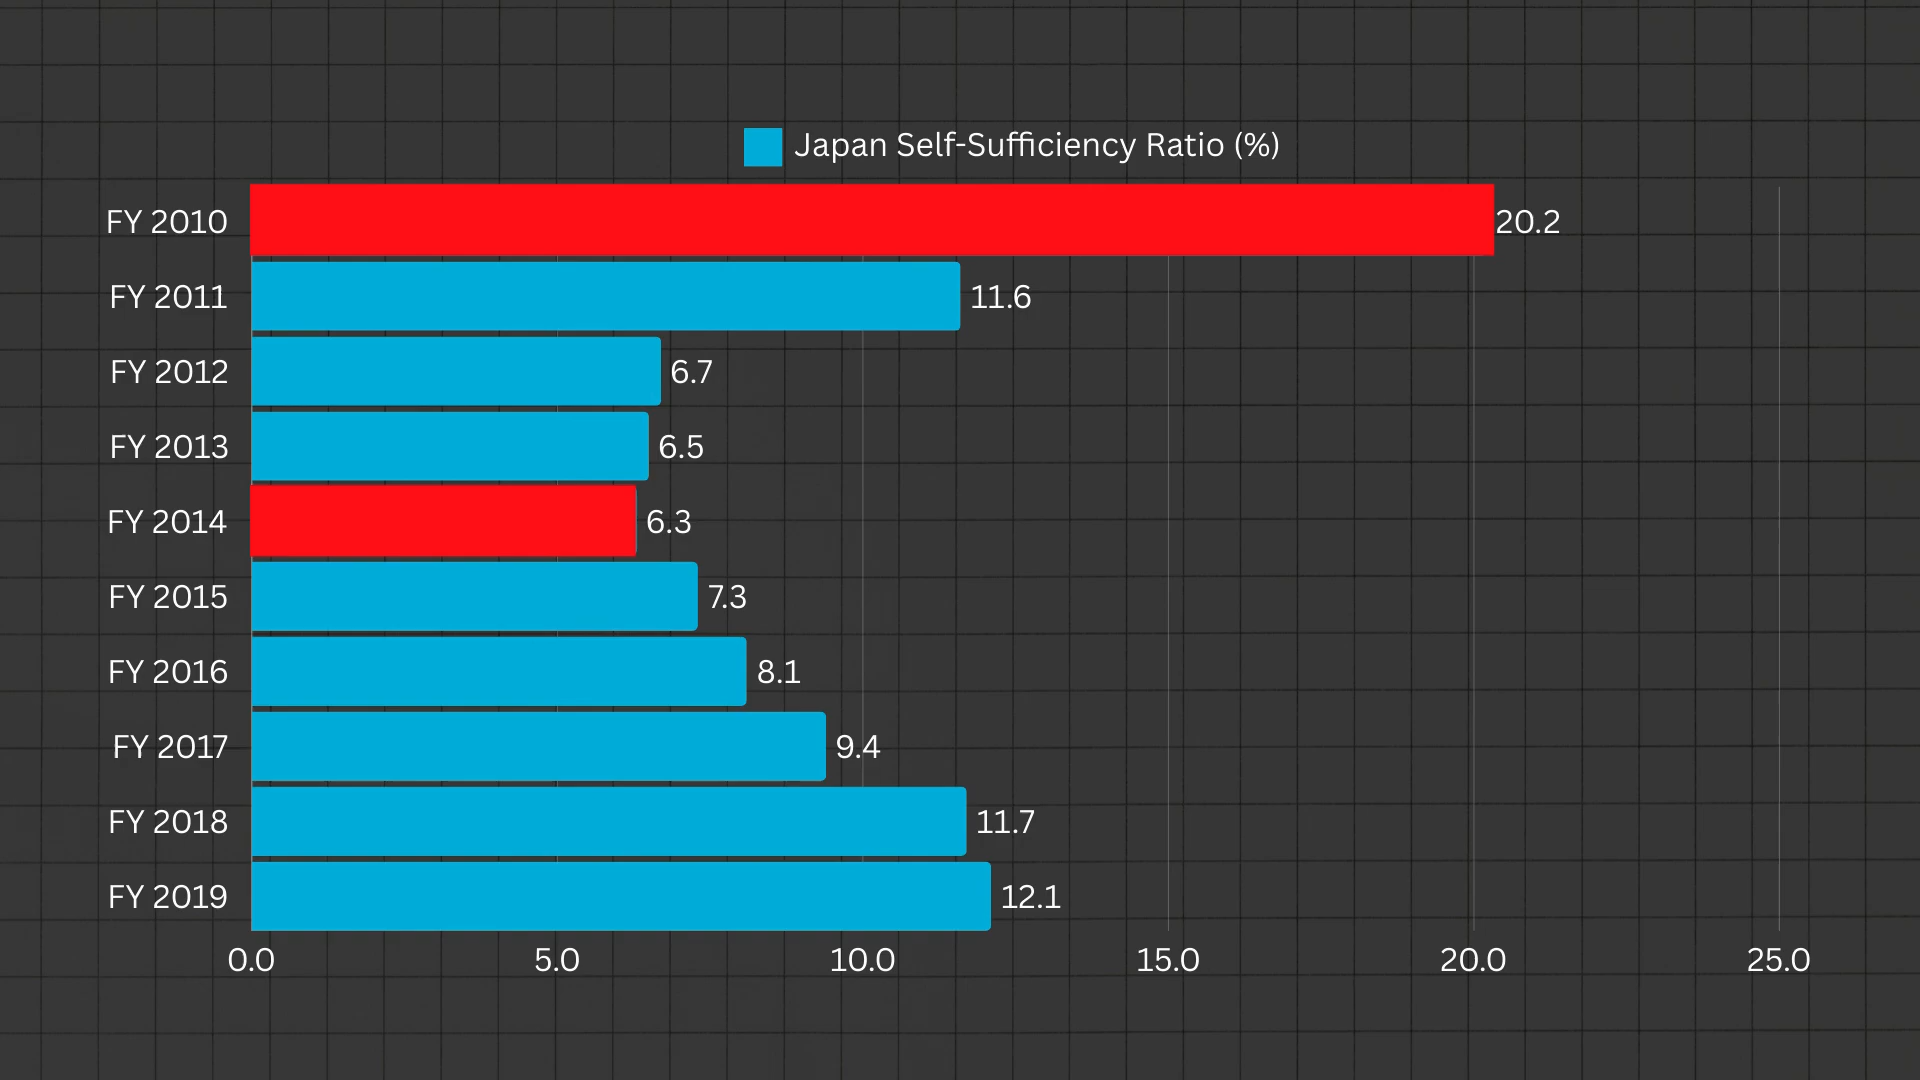 Japan Self-Sufficiency Ratio (%)
FY 2010 20.2
FY 2011 11.6
FY 2012 6.7
FY 2013 6.5
FY 2014 6.3
FY 2015 7.3
FY 2016 8.1
FY 2017 9.4
FY 2018 11.7
FY 2019 12.1
0.0 5.0 10.0 15.0 20.0 25.0